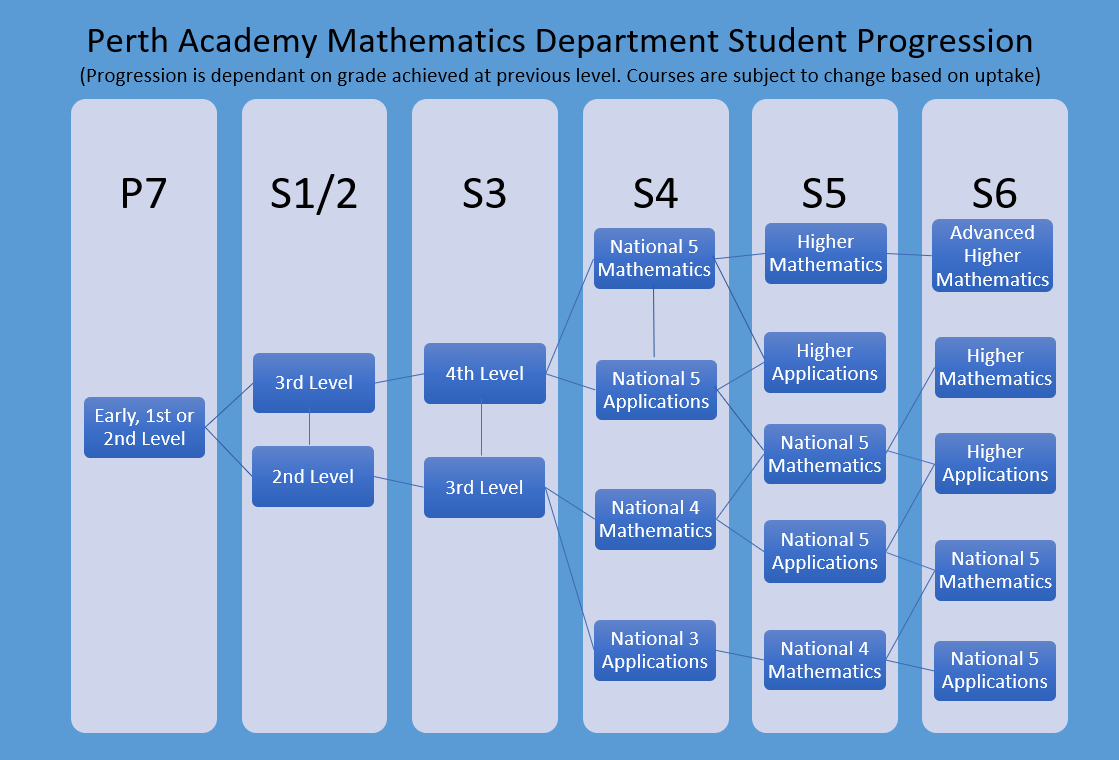 Perth Academy Mathematics Department Student Progression
(Progression is dependant on grade achieved at previous level. Courses are subject to change based on uptake)
P7
Early, 1st or
2nd Level
S1/2
3rd Level
2nd Level
S3
4th Level
3rd Level
S4
National 5
Mathematics
National 5
Applications
National 4
Mathematics
National 3
Applications
S5
Higher
Mathematics
Higher
Applications
National 5
Mathematics
National 5
Applications
National 4
Mathematics
S6
Advanced
Higher
Mathematics
Higher
Mathematics
Higher
Applications
National 5
Mathematics
National 5
Applications